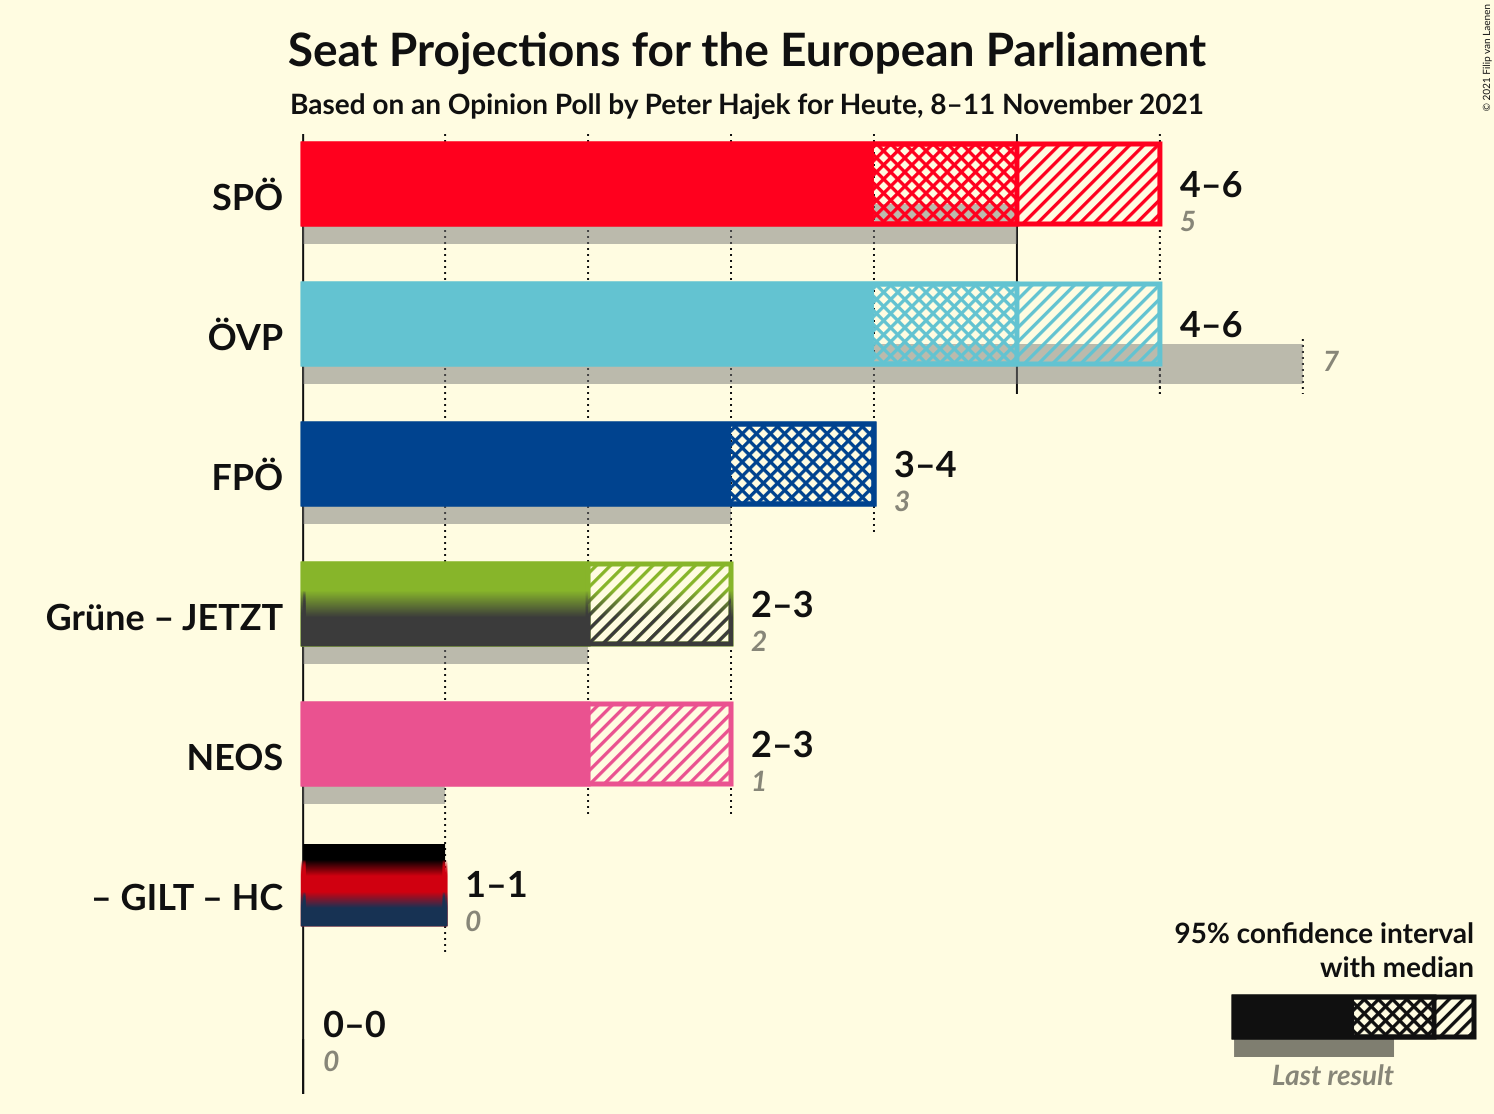 Seat Projections for the European Parliament
Based on an Opinion Poll by Peter Hajek for Heute, 8–11 November 2021
© 2021 Filip van Laenen
SPÖ
4–6
5
ÖVP
4–6
7
FPÖ
3–4
3
Grüne – JETZT
2–3
2
NEOS
2–3
1
– GILT – HC
1–1
0
0–0
0
95% confidence interval
with median
Last result